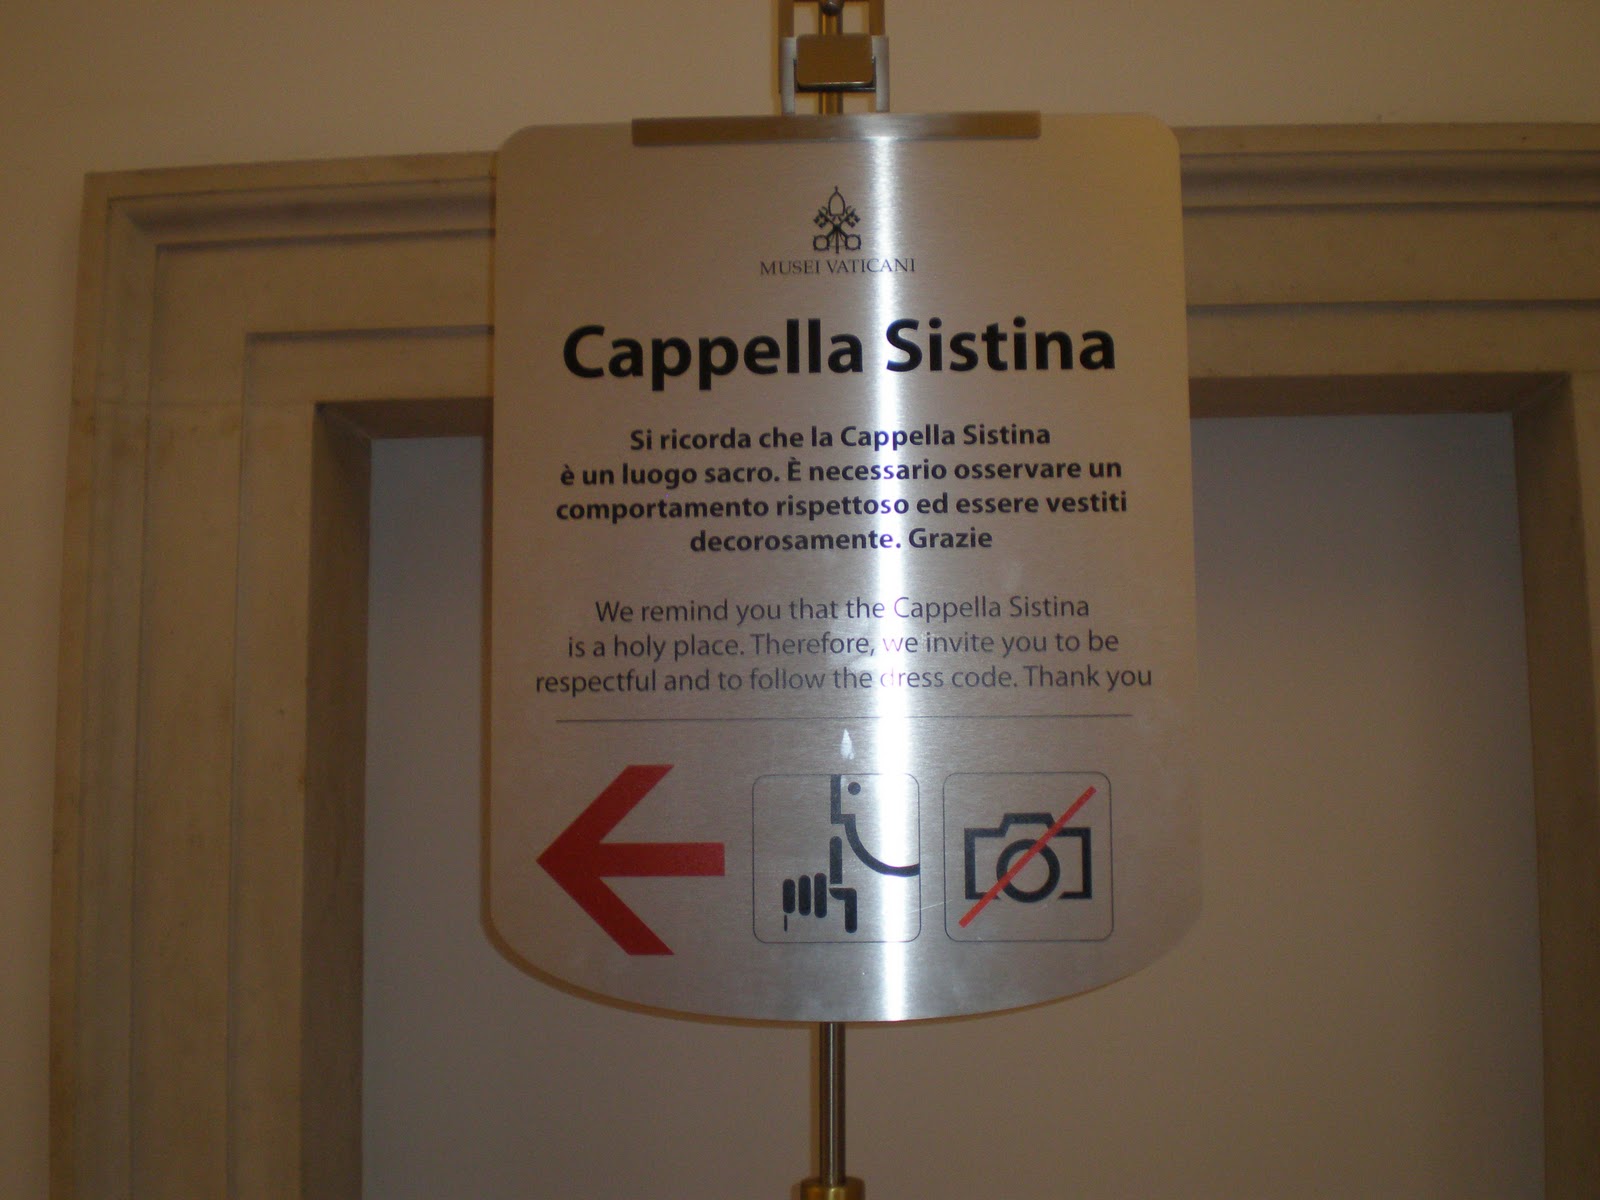 MUSEI VATICANI
Cappella Sistina
Si ricorda che la Cappella Sistina
è un luogo sacro. È necessario osservare un
comportamento rispettoso ed essere vestiti
decorosamente. Grazie
We remind you that the Cappella Sistina
is a holy place. Therefore, we invite you to be
respectful and to follow the dress code. Thank you